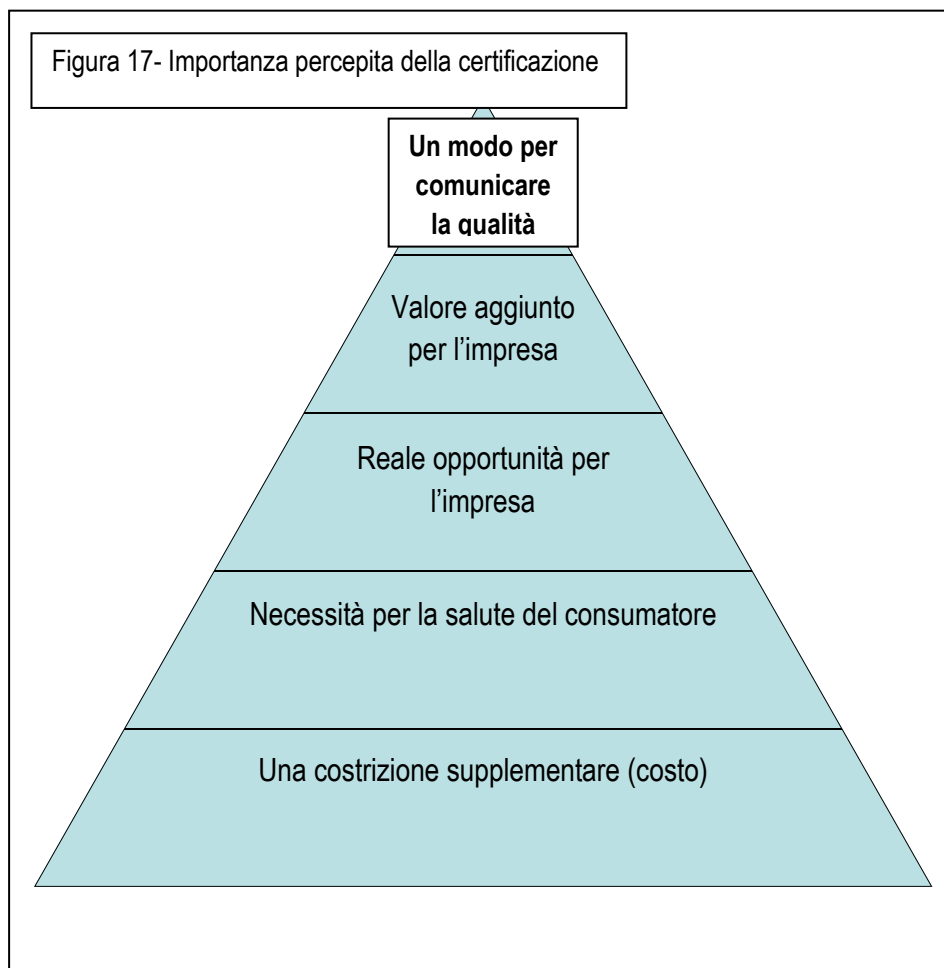 Figura 17- Importanza percepita della certificazione
Un modo per
comunicare
la qualità
Valore aggiunto
per l’impresa
Reale opportunità per
l’impresa
Necessità per la salute del consumatore
Una costrizione supplementare (costo)